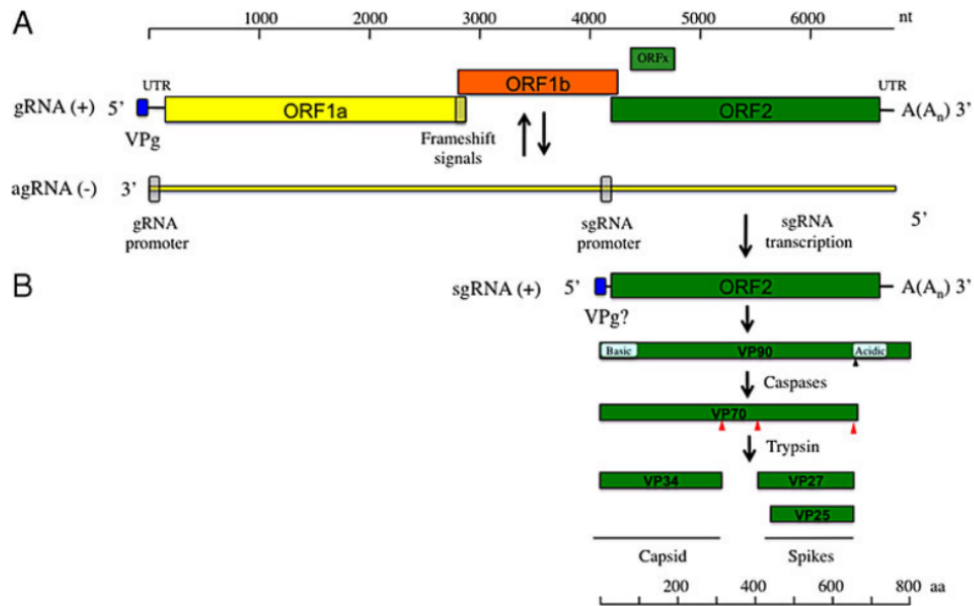 A
1000 2000 3000 4000 5000 6000 nt
ORFx
UTR ORF1b UTR
gRNA (+) 5’ ORF1a ORF2 A(Aₙ) 3’
VPg Frameshift
signals
agRNA (-) 3’
5’
gRNA
promoter
sgRNA
promoter
sgRNA
transcription
B
sgRNA (+) 5’ ORF2 A(Aₙ) 3’
VPg?
Basic VP90 Acidic
Caspases
VP70
Trypsin
VP34 VP27
VP25
Capsid Spikes
200 400 600 800 aa